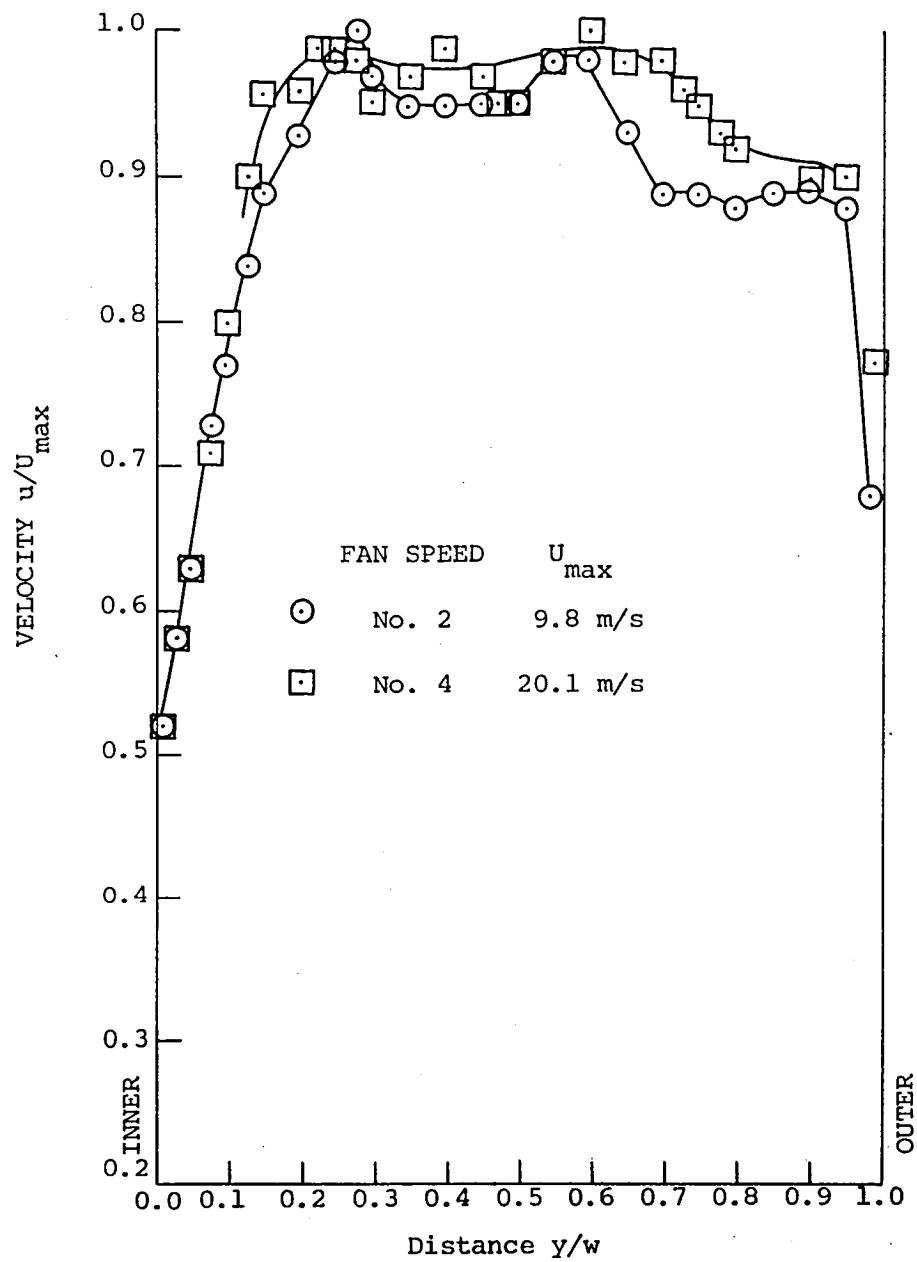 1.0
0.9
0.8
0.7
0.6
0.5
0.4
0.3
0.2
VELOCITY u/Umax
FAN SPEED Umax
No. 2 9.8 m/s
No. 4 20.1 m/s
INNER
OUTER
0.0 0.1 0.2 0.3 0.4 0.5 0.6 0.7 0.8 0.9 1.0
Distance y/w